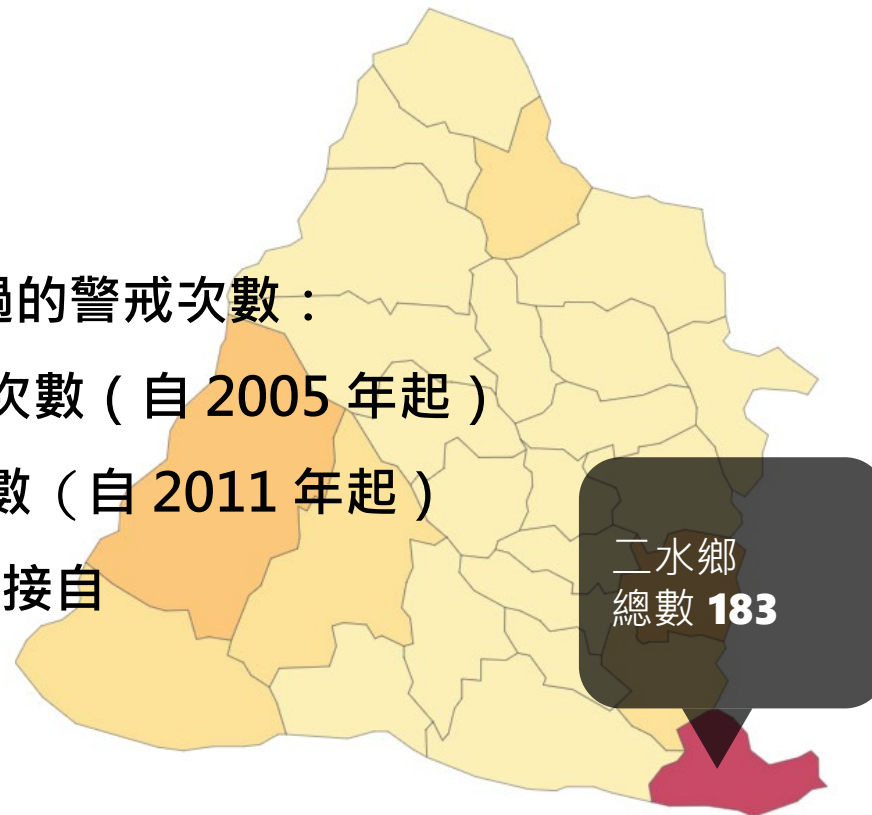 過的警戒次數：
次數（自 2005 年起）
數（自 2011 年起）
接自
二水鄉
總數 183